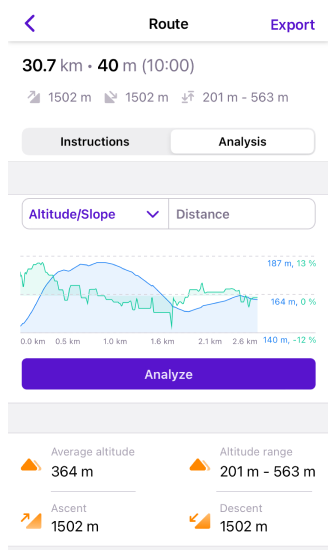 Route
Export
30.7 km • 40 m (10:00)
1502 m 1502 m 201 m - 563 m
Instructions Analysis
Altitude/Slope Distance
187 m, 13 %
164 m, 0 %
140 m, -12 %
0.0 km 0.5 km 1.0 km 1.6 km 2.1 km 2.6 km
Analyze
Average altitude Altitude range
364 m 201 m - 563 m
Ascent Descent
1502 m 1502 m